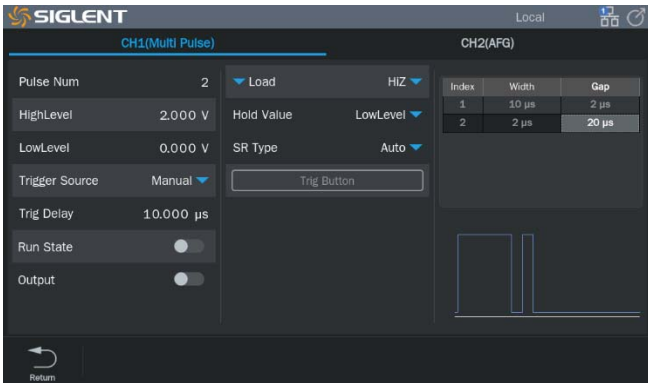 SIGLENT
Local
1
CH1(Multi Pulse)
CH2(AFG)
Pulse Num 2
HighLevel 2.000 V
LowLevel 0.000 V
Trigger Source Manual
Trig Delay 10.000 µs
Run State
Output
Load HiZ
Hold Value LowLevel
SR Type Auto
Trig Button
Index Width Gap
1 10 µs 2 µs
2 2 µs 20 µs
Return